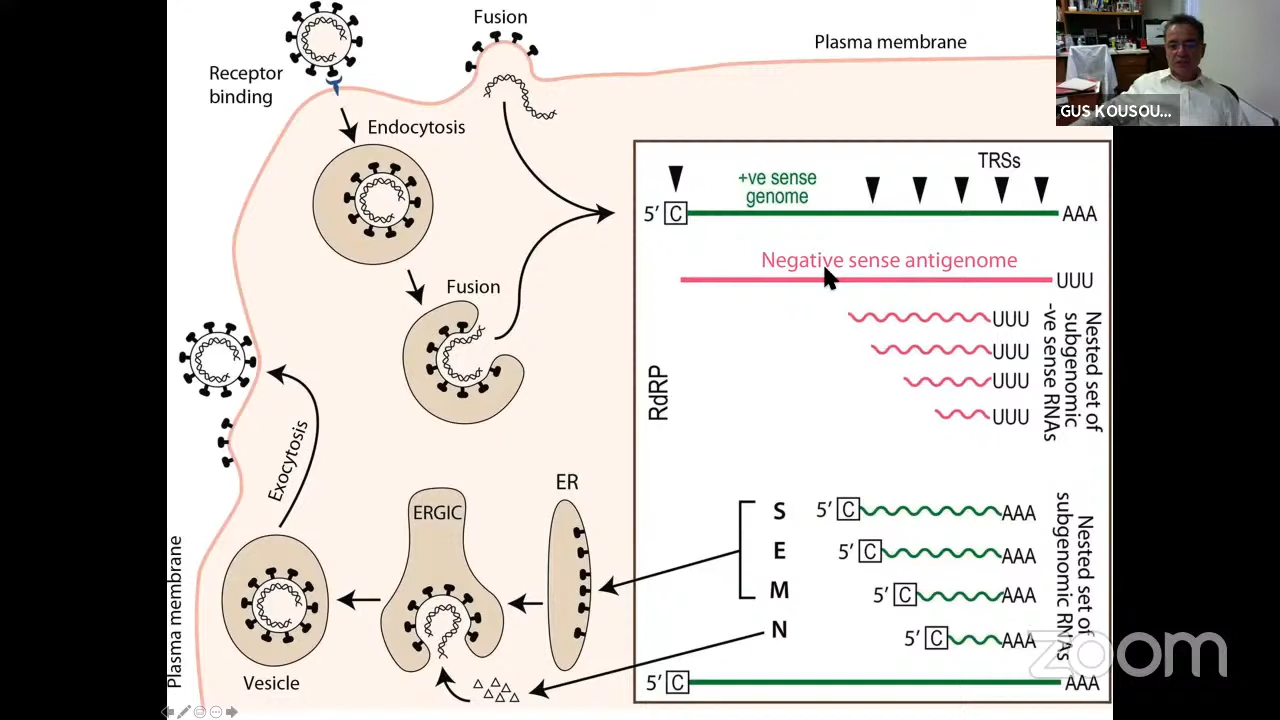 Fusion
Plasma membrane
Receptor
binding
Endocytosis
GUS KOUSOU...
TRSs
+ve sense
genome
5′ C
AAA
Negative sense antigenome
UUU
Fusion
UUU
UUU
UUU
UUU
Nested set of
subgenomic
-ve sense RNAs
RdRP
Exocytosis
ERGIC
ER
S
5′ C
AAA
E
5′ C
AAA
M
5′ C
AAA
N
5′ C
AAA
Nested set of
subgenomic RNAs
Plasma membrane
Vesicle
5′ C
AAA
zoom